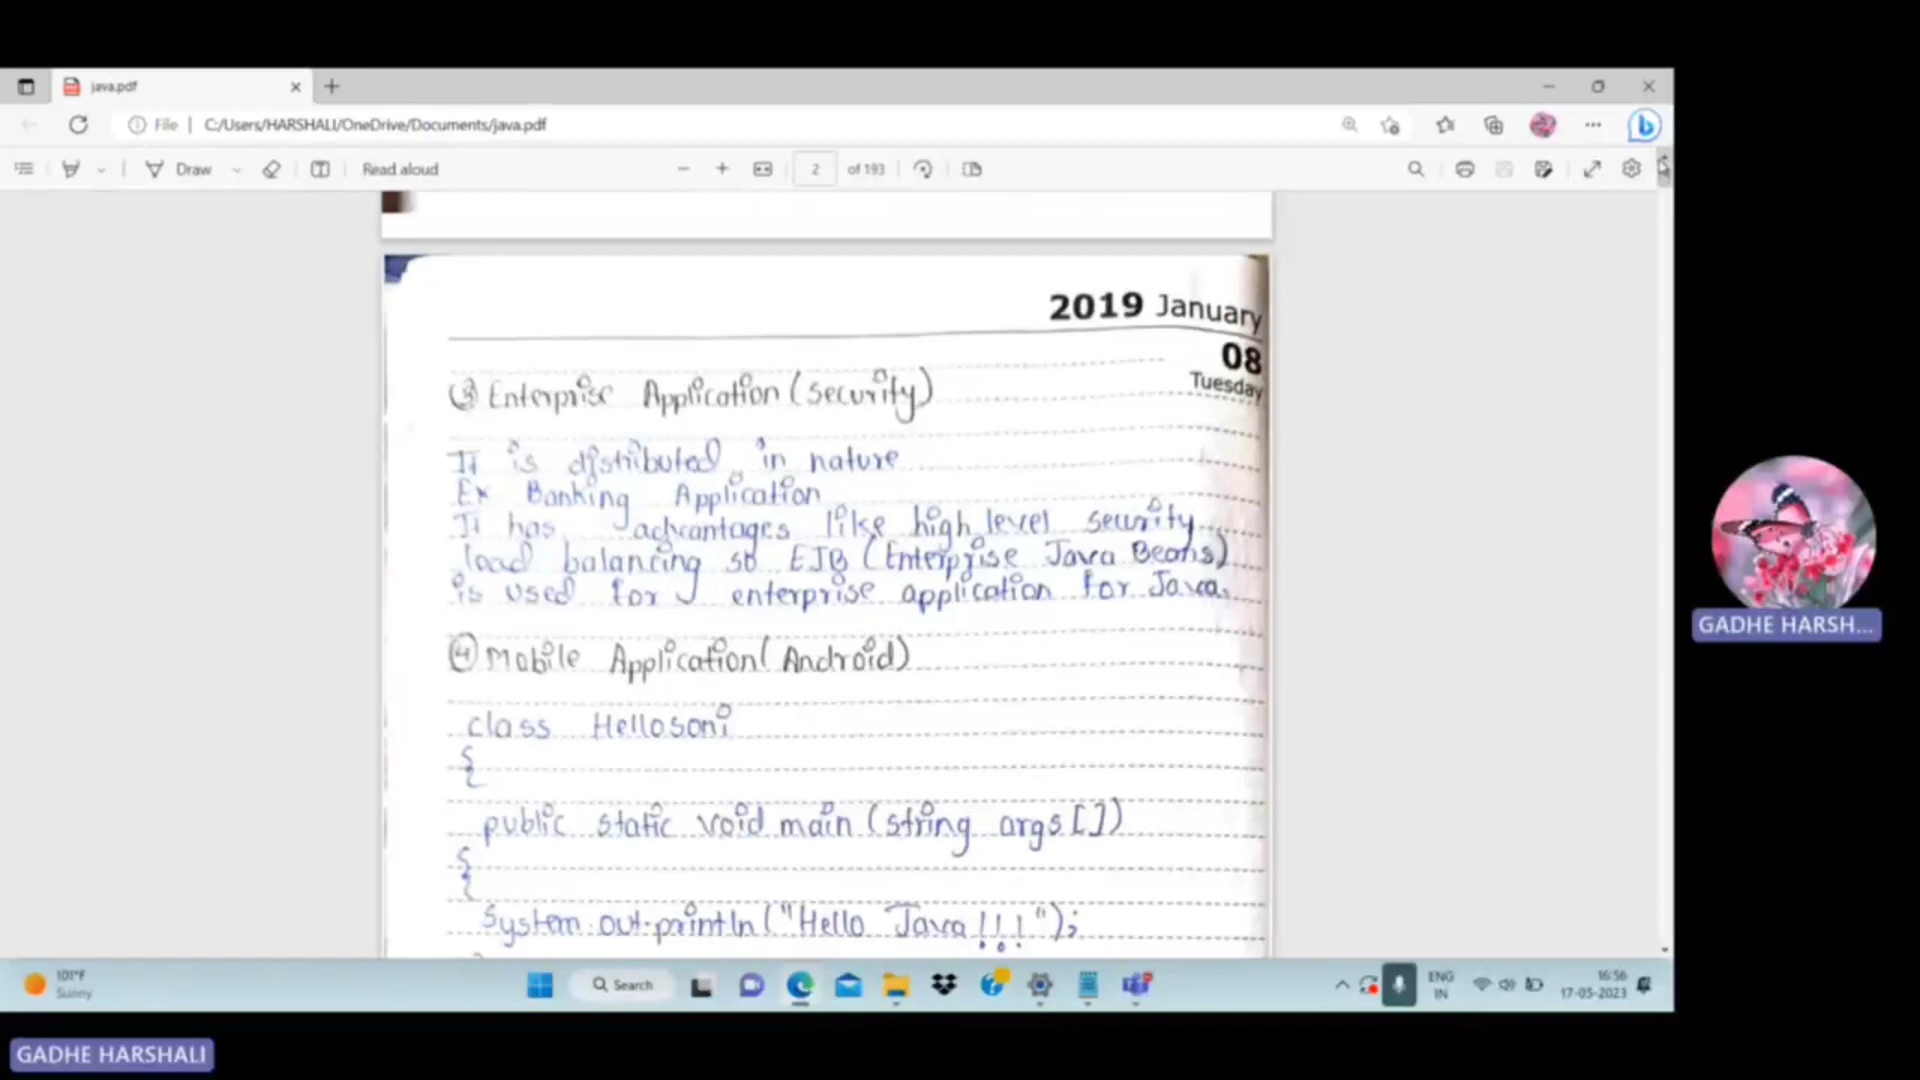 java.pdf
File | C:/Users/HARSHALI/OneDrive/Documents/java.pdf
Draw
Read aloud
2 of 193
2019 January
08
Tuesday
③ Enterprise Application (security)
It is distributed in nature
Ex Banking Application
It has advantages like high level security
load balancing so EJB (Enterprise Java Beans)
is used for enterprise application for Java.
④ Mobile Application (Android)
class Hellosoni
{
public static void main (string args [])
{
System.out.println ("Hello Java !!!");
GADHE HARSH...
101°F
Sunny
Search
ENG
IN
16:56
17-05-2023
GADHE HARSHALI